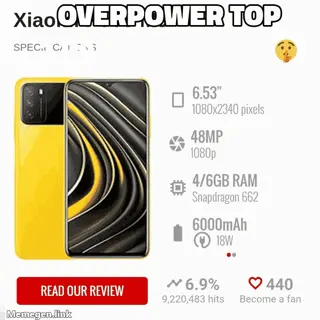 OVERPOWER TOP
Xiao
SPECIFICATIONS
6.53"
1080x2340 pixels
48MP
1080p
4/6GB RAM
Snapdragon 662
6000mAh
18W
READ OUR REVIEW
6.9%
9,220,483 hits
440
Become a fan
Memegen.link